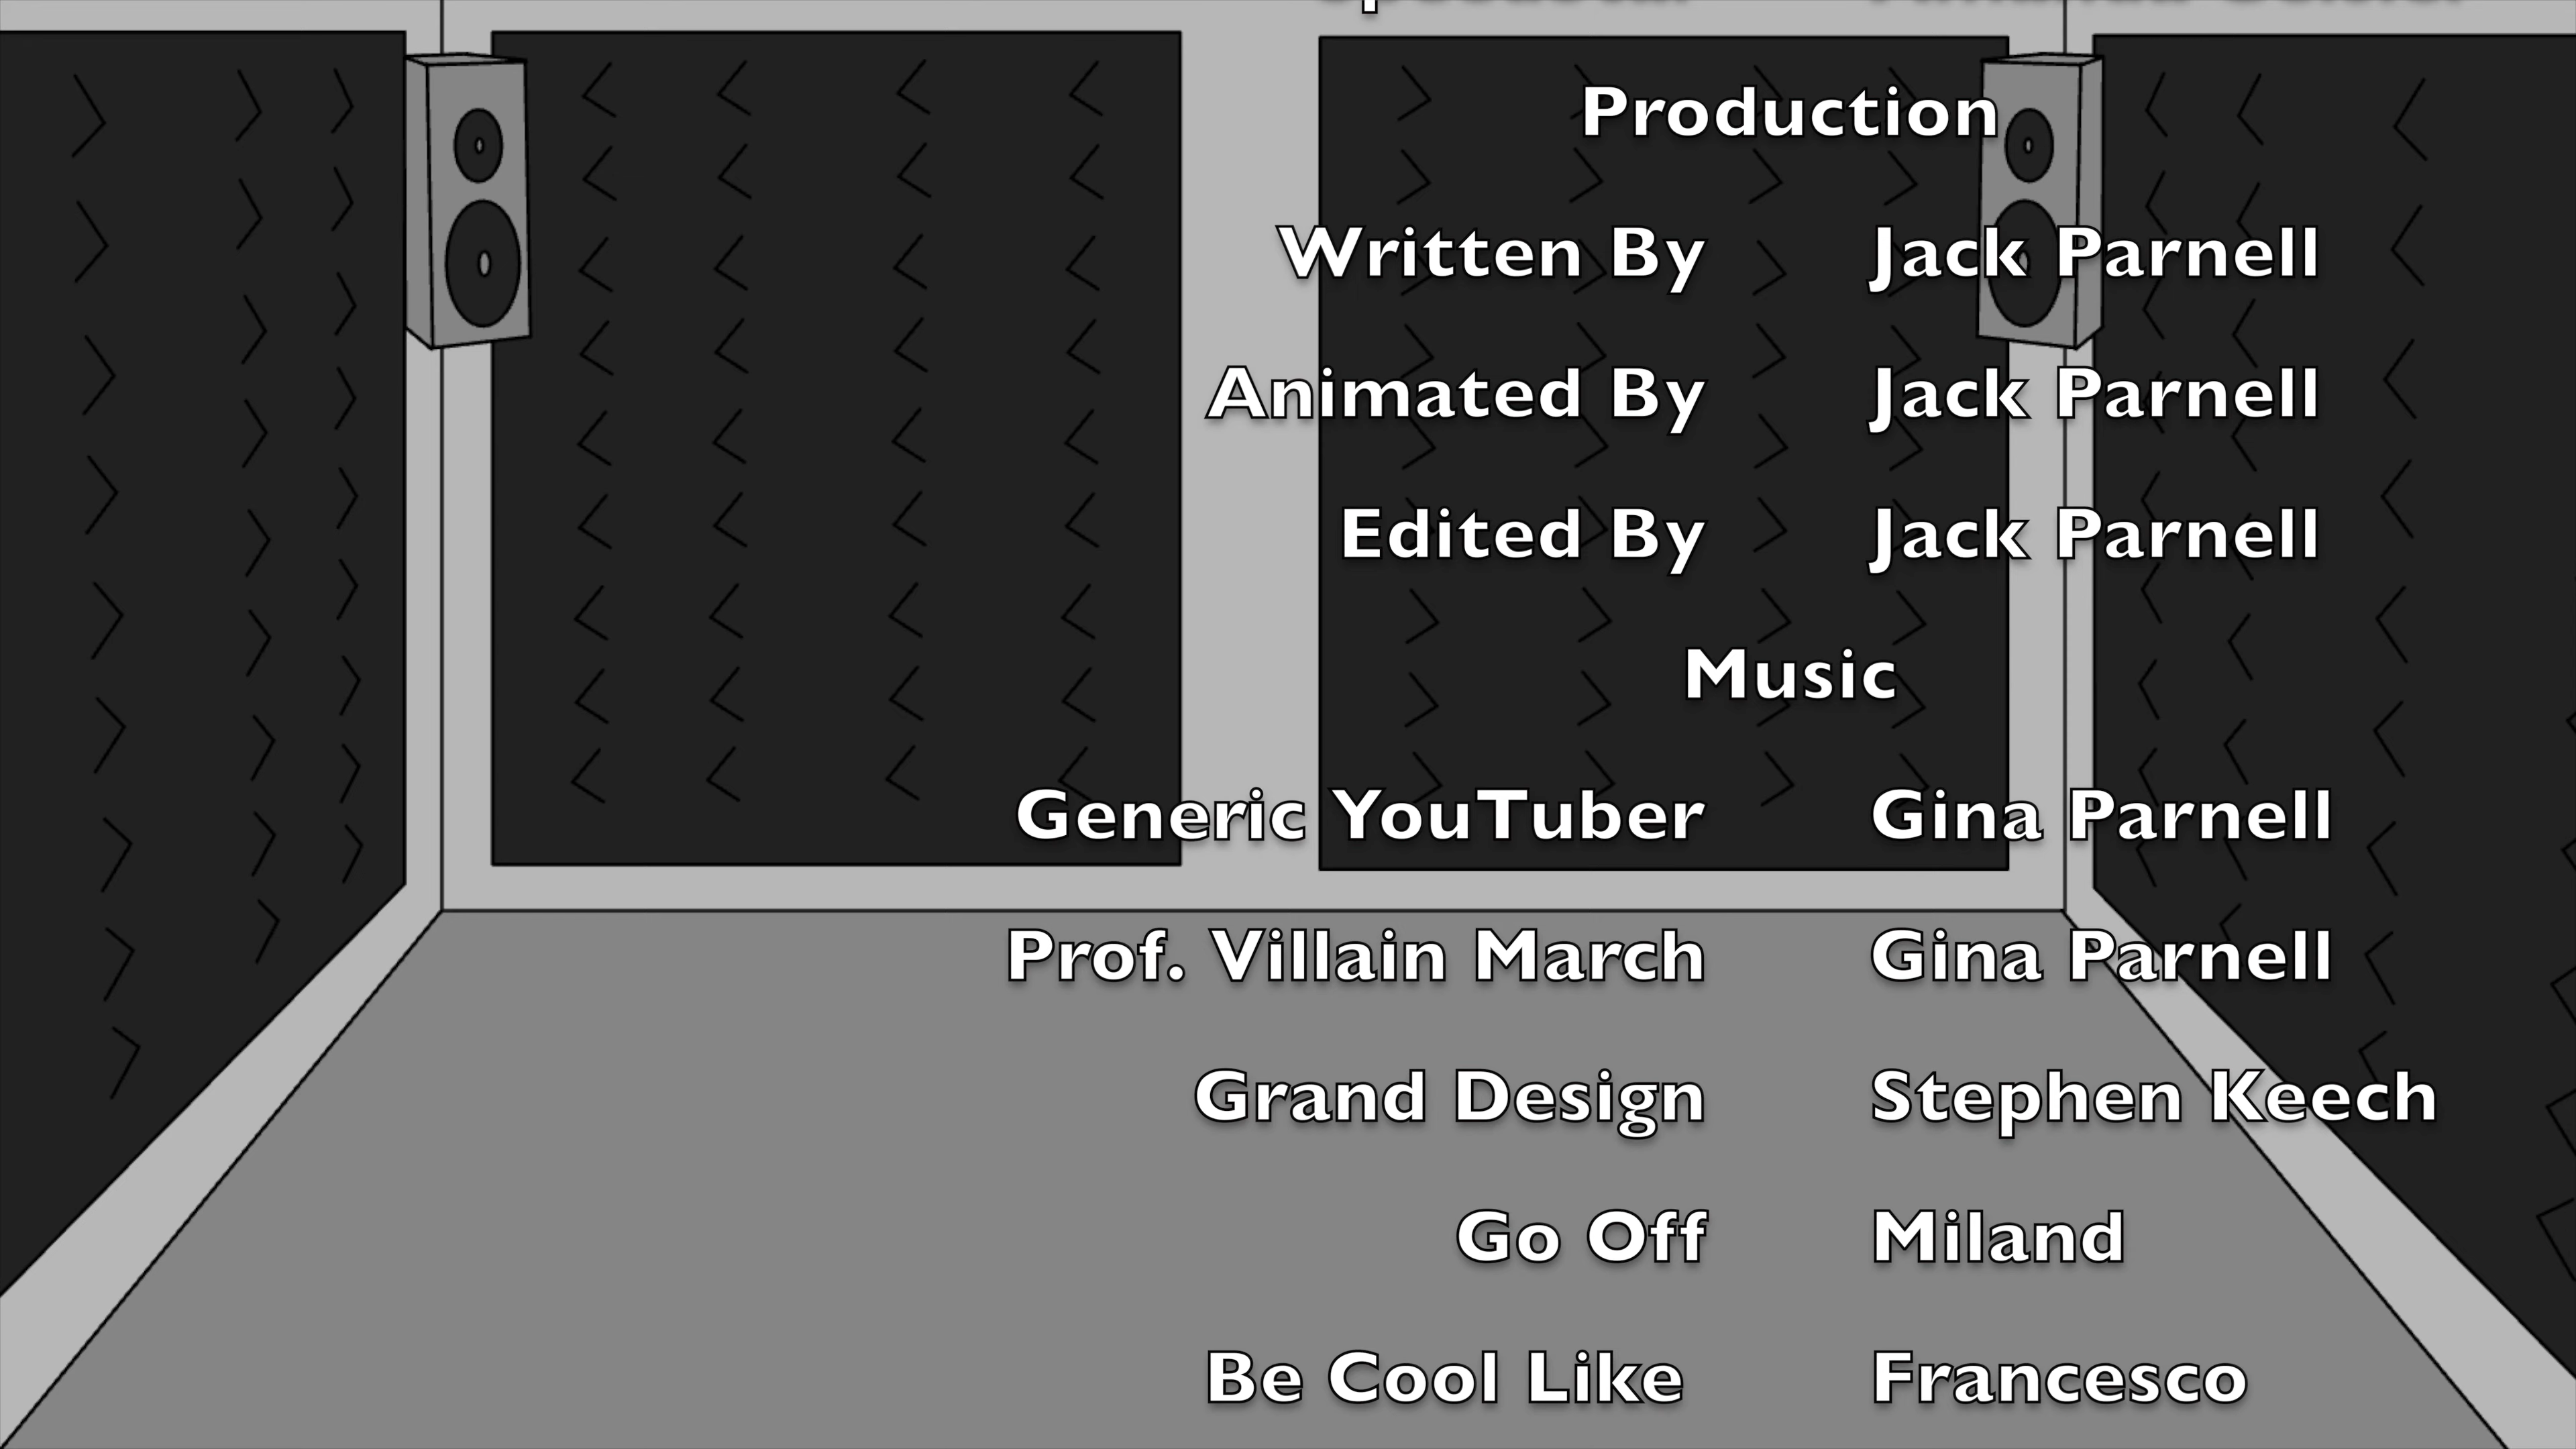 Production
Written By Jack Parnell
Animated By Jack Parnell
Edited By Jack Parnell
Music
Generic YouTuber Gina Parnell
Prof. Villain March Gina Parnell
Grand Design Stephen Keech
Go Off Miland
Be Cool Like Francesco